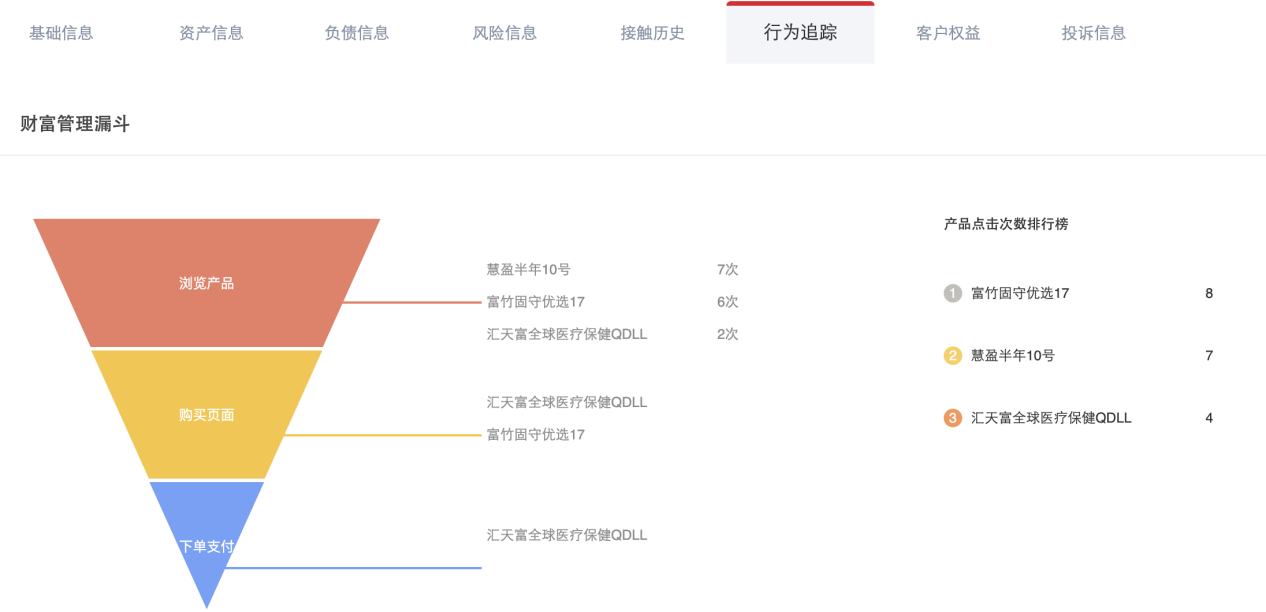 基础信息 资产信息 负债信息 风险信息 接触历史 行为追踪 客户权益 投诉信息
财富管理漏斗
浏览产品
慧盈半年10号 7次
富竹固守优选17 6次
汇天富全球医疗保健QDLL 2次
购买页面
汇天富全球医疗保健QDLL
富竹固守优选17
下单支付
汇天富全球医疗保健QDLL
产品点击次数排行榜
1 富竹固守优选17 8
2 慧盈半年10号 7
3 汇天富全球医疗保健QDLL 4